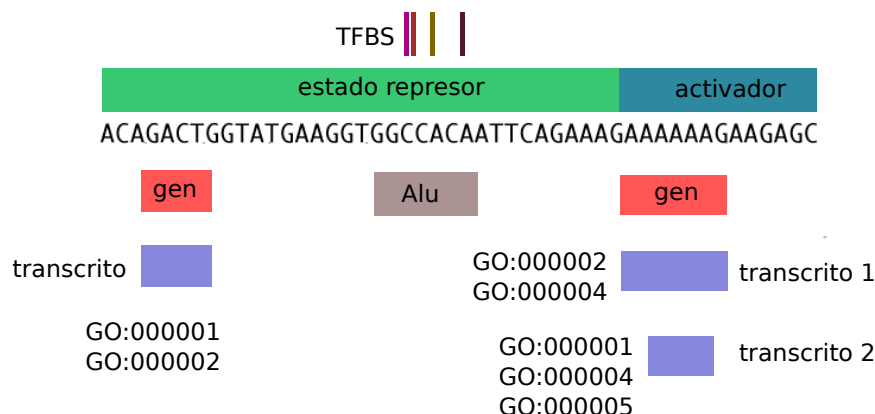 TFBS
estado represor
activador
ACAGACTGGTATGAAGGTGGCCACAATTCAGAAAGAAAAAAGAAGAGC
gen
Alu
gen
transcrito
GO:000001
GO:000002
GO:000002
GO:000004
transcrito 1
GO:000001
GO:000004
GO:000005
transcrito 2